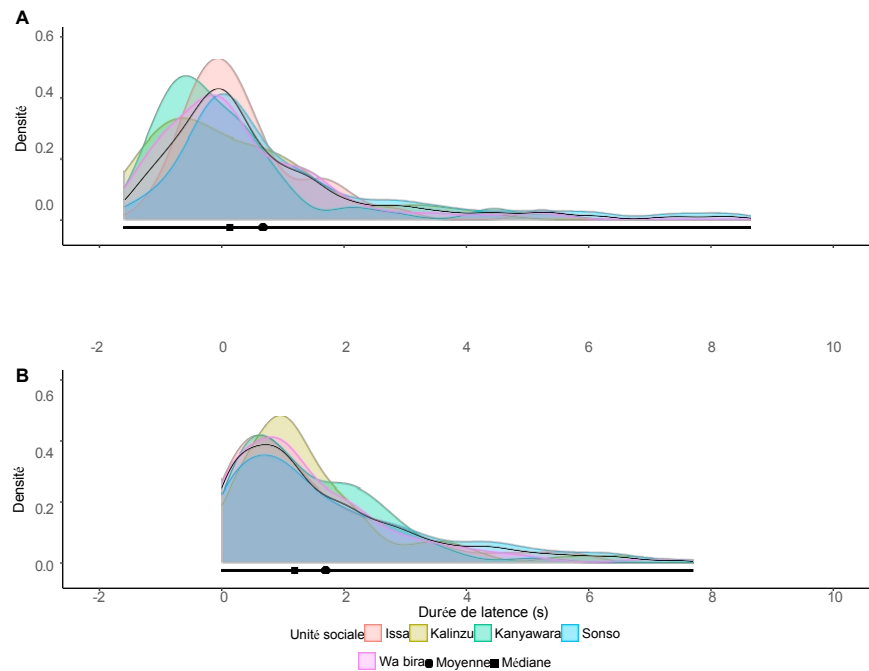 A
0.6
0.4
0.2
0.0
Densité
-2 0 2 4 6 8 10
B
0.6
0.4
0.2
0.0
Densité
-2 0 2 4 6 8 10
Durée de latence (s)
Unité sociale Issa Kalinzu Kanyawara Sonso
Wa bira Moyenne Médiane